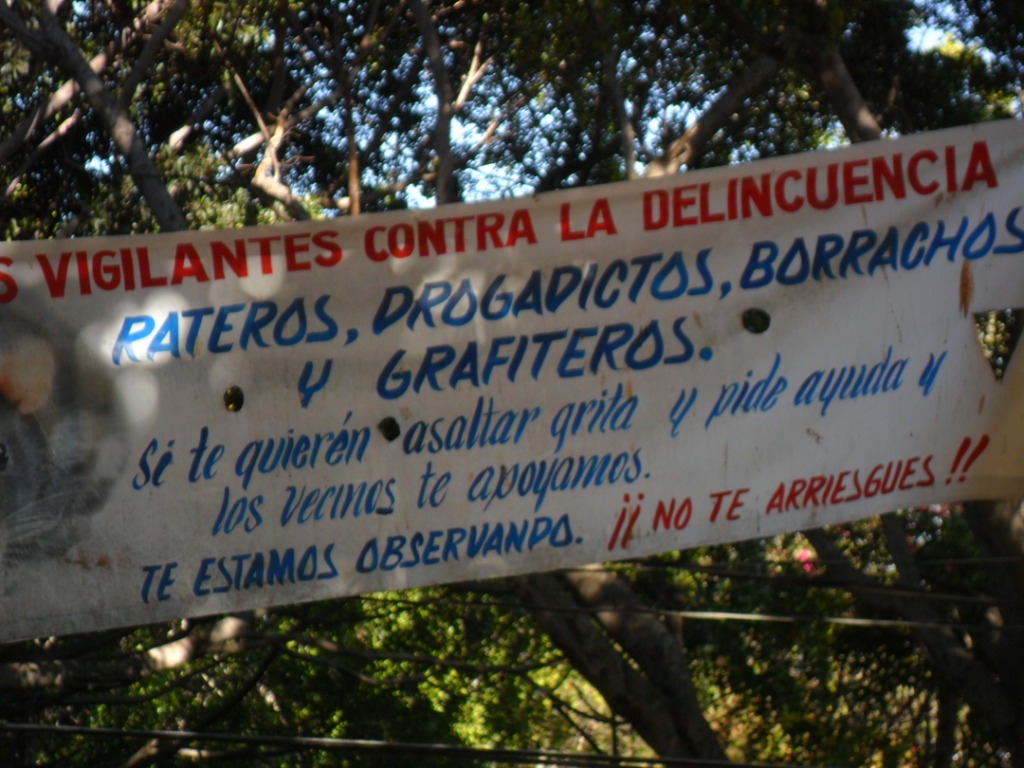 S VIGILANTES CONTRA LA DELINCUENCIA
RATEROS, DROGADICTOS, BORRACHOS
Y GRAFITEROS.
Si te quierén asaltar grita y pide ayuda y
los vecinos te apoyamos.
TE ESTAMOS OBSERVANDO. ¡¡ NO TE ARRIESGUES !!